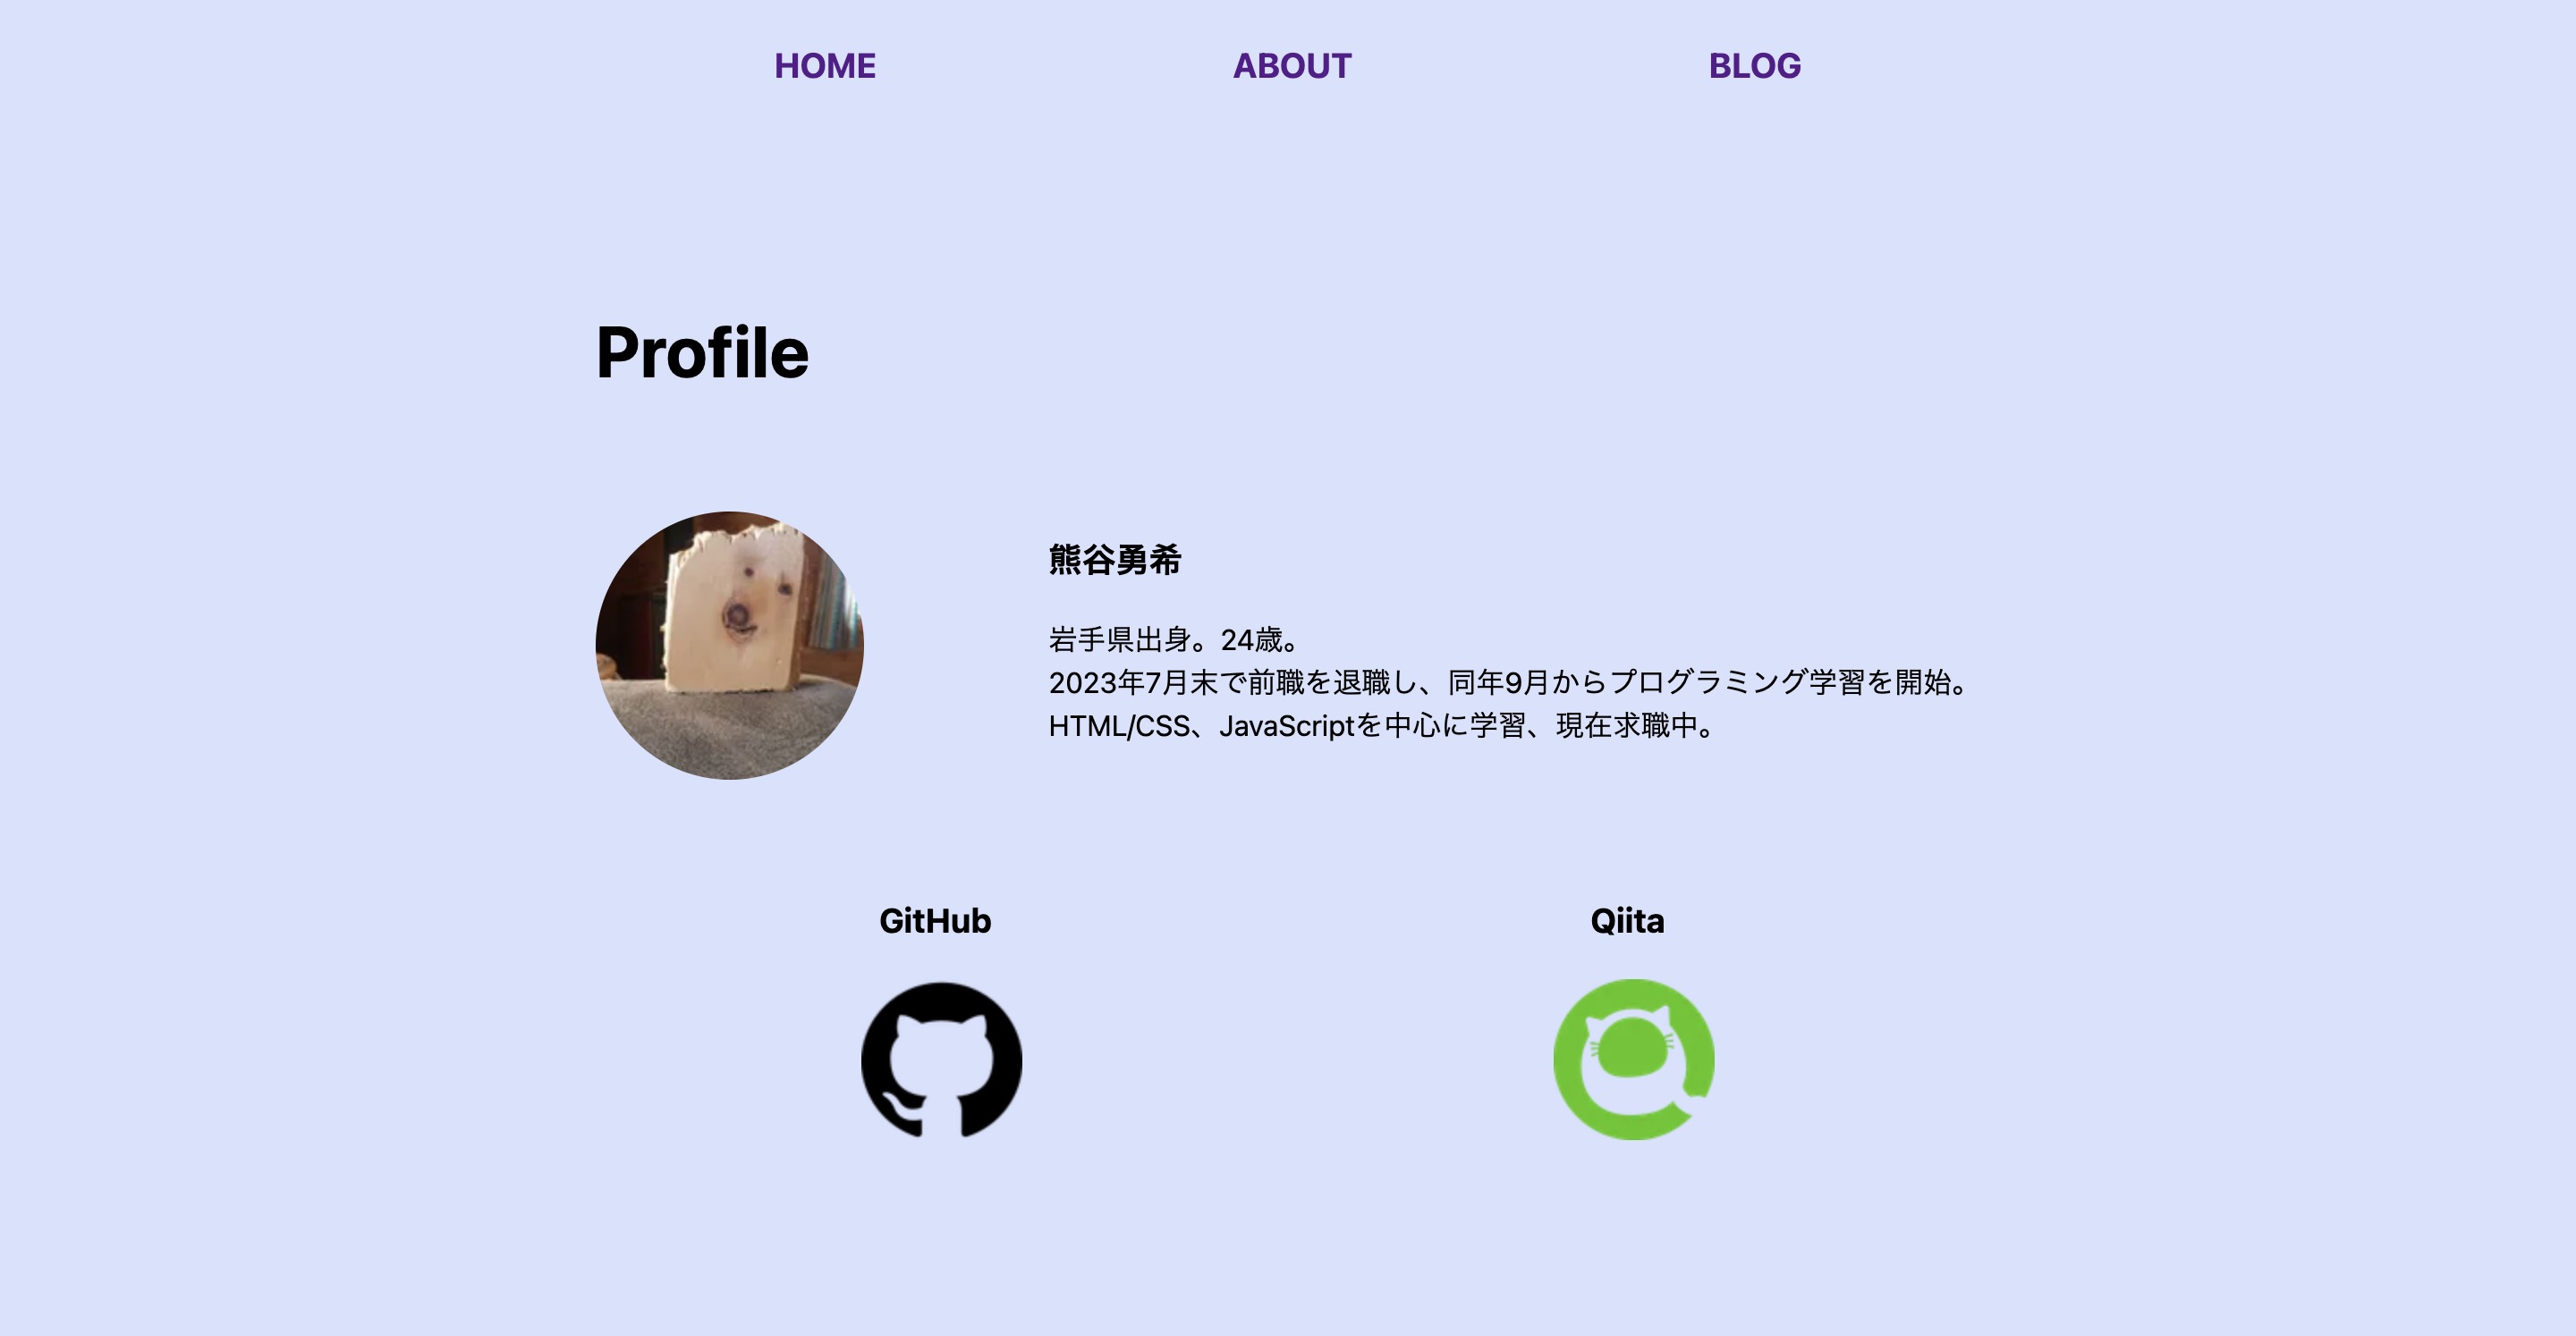 HOME
ABOUT
BLOG
Profile
熊谷勇希
岩手県出身。24歳。
2023年7月末で前職を退職し、同年9月からプログラミング学習を開始。
HTML/CSS、JavaScriptを中心に学習、現在求職中。
GitHub
Qiita